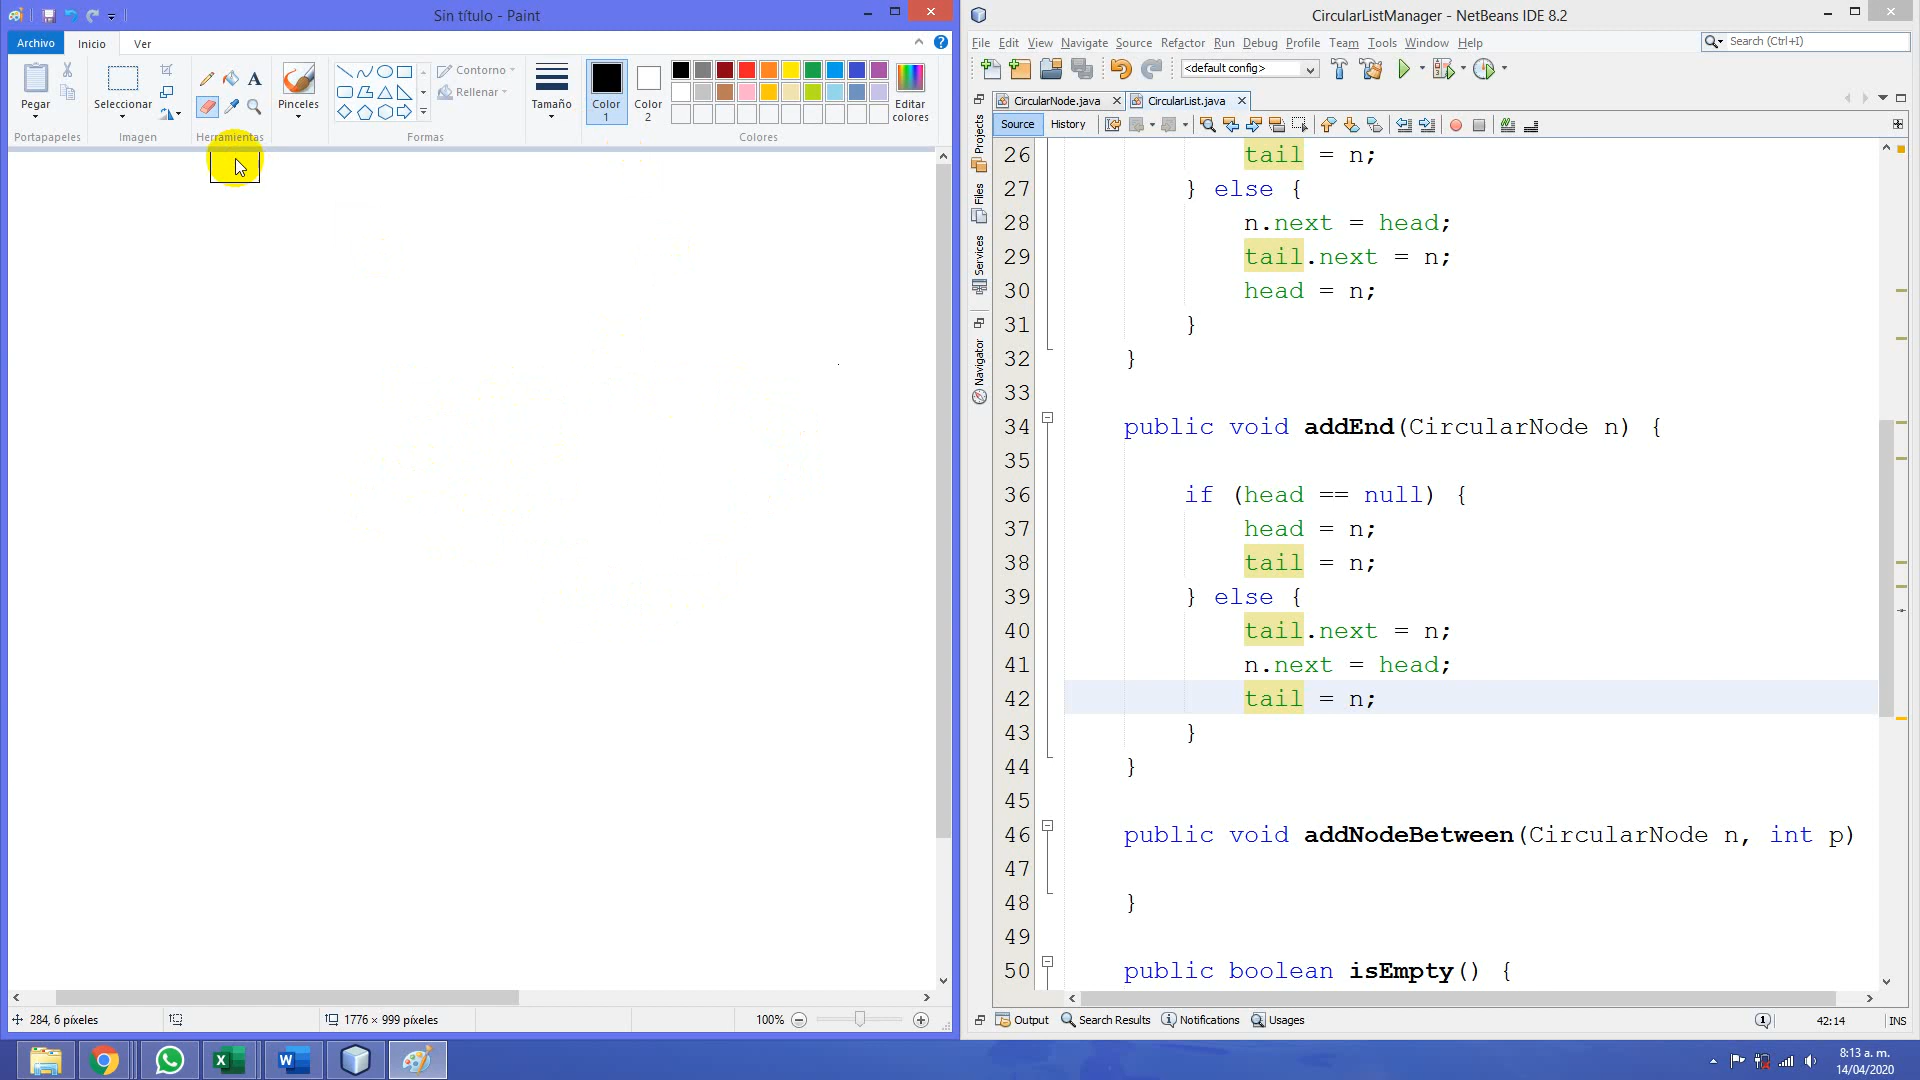 Sin título - Paint
Archivo
Inicio
Ver
Pegar
Portapapeles
Seleccionar
Imagen
A
Herramientas
Pinceles
Contorno
Rellenar
Formas
Tamaño
Color
1
Color
2
Editar
colores
Colores
284, 6 píxeles
1776 × 999 píxeles
100%
CircularListManager - NetBeans IDE 8.2
File Edit View Navigate Source Refactor Run Debug Profile Team Tools Window Help
Search (Ctrl+I)
<default config>
CircularNode.java
CircularList.java
Source
History
Projects
Files
Services
Navigator
26 tail = n;
27 } else {
28 n.next = head;
29 tail.next = n;
30 head = n;
31 }
32 }
33
34 public void addEnd(CircularNode n) {
35
36 if (head == null) {
37 head = n;
38 tail = n;
39 } else {
40 tail.next = n;
41 n.next = head;
42 tail = n;
43 }
44 }
45
46 public void addNodeBetween(CircularNode n, int p)
47
48 }
49
50 public boolean isEmpty() {
Output
Search Results
Notifications
Usages
1
42:14
INS
8:13 a. m.
14/04/2020